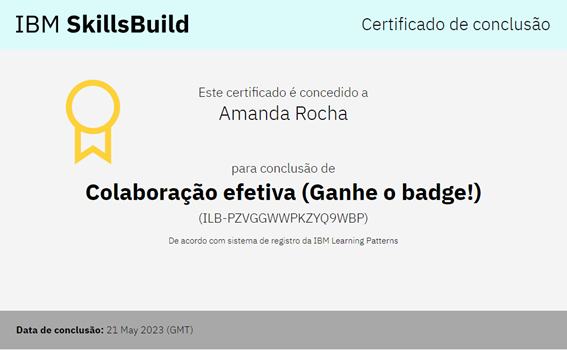 IBM SkillsBuild
Certificado de conclusão
Este certificado é concedido a
Amanda Rocha
para conclusão de
Colaboração efetiva (Ganhe o badge!)
(ILB-PZVGGWWPKZYQ9WBP)
De acordo com sistema de registro da IBM Learning Patterns
Data de conclusão: 21 May 2023 (GMT)